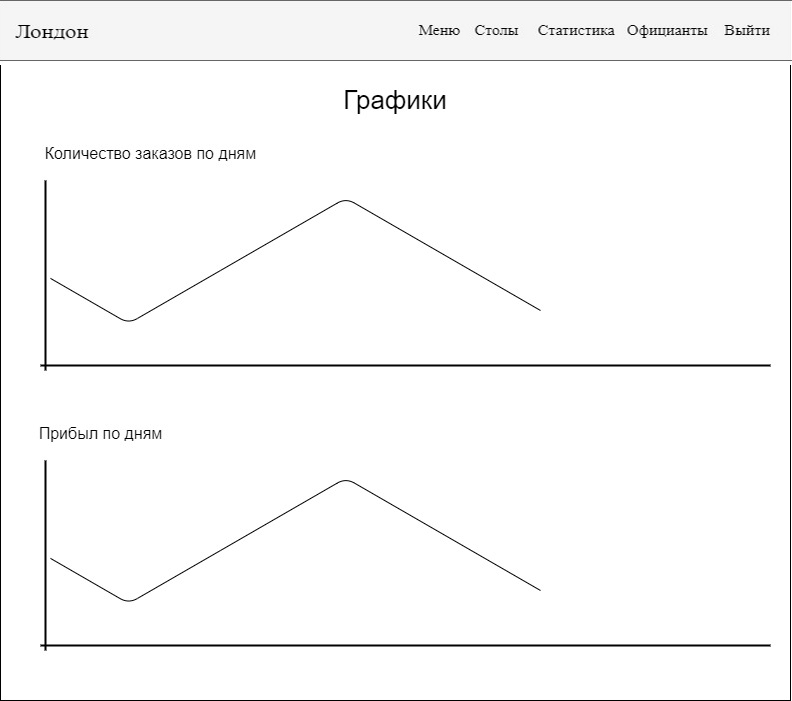 Лондон Меню Столы Статистика Официанты Выйти
Графики
Количество заказов по дням
Прибыл по дням